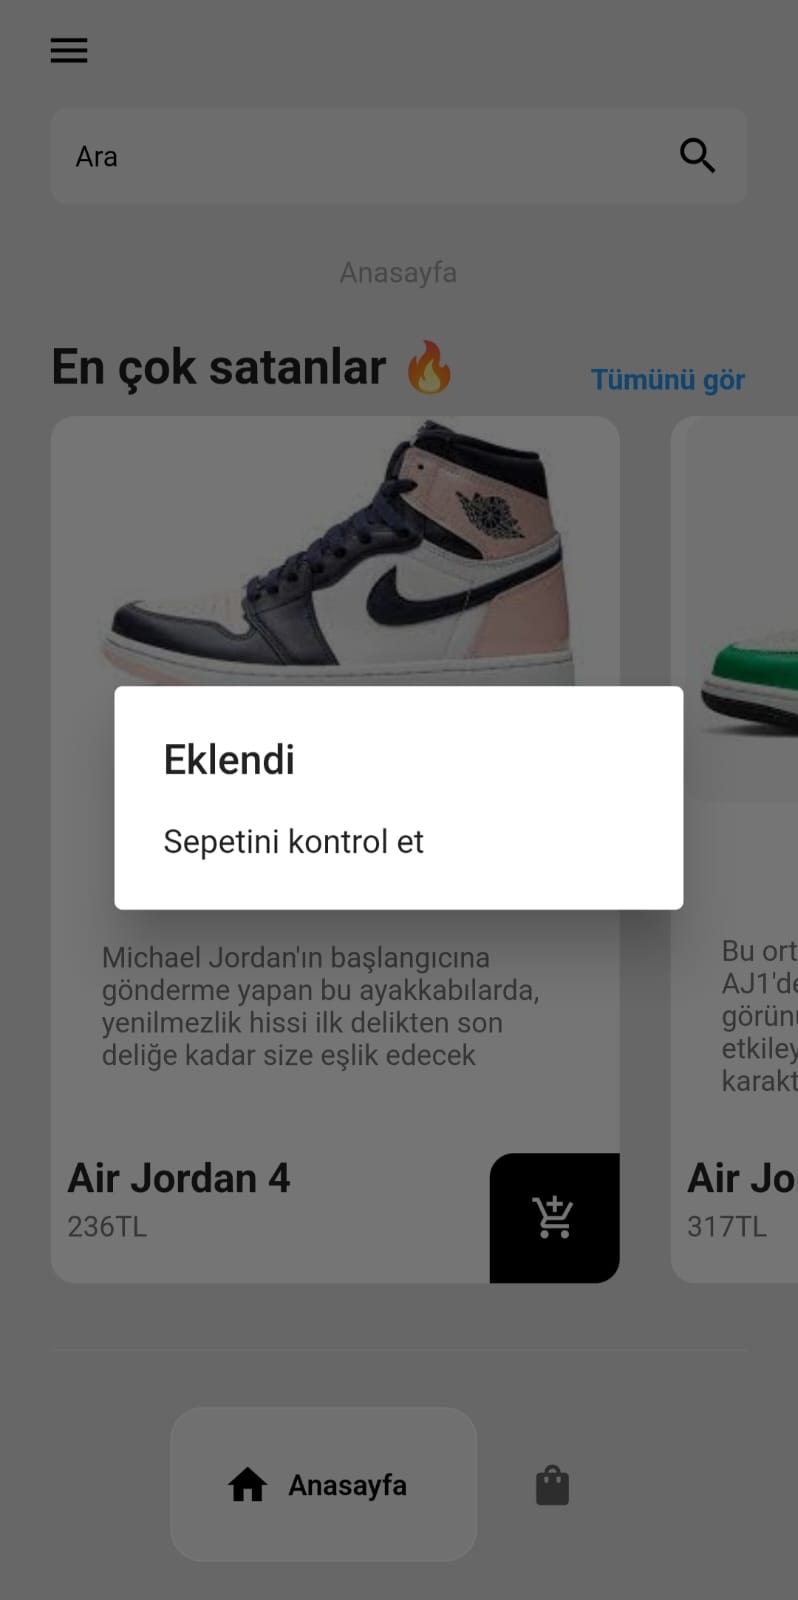 Ara
Anasayfa
En çok satanlar 🔥
Tümünü gör
Eklendi
Sepetini kontrol et
Michael Jordan'ın başlangıcına
gönderme yapan bu ayakkabılarda,
yenilmezlik hissi ilk delikten son
deliğe kadar size eşlik edecek
Air Jordan 4
236TL
Bu ort
AJ1'de
görünü
etkiley
karakt
Air Jo
317TL
Anasayfa